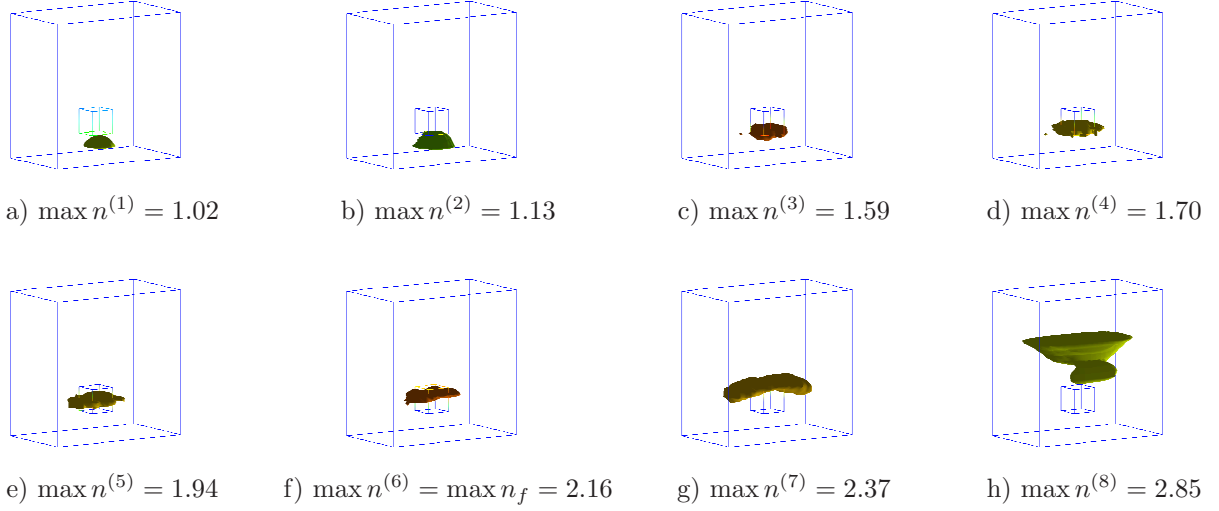 a) max n^(1) = 1.02
b) max n^(2) = 1.13
c) max n^(3) = 1.59
d) max n^(4) = 1.70
e) max n^(5) = 1.94
f) max n^(6) = max n_f = 2.16
g) max n^(7) = 2.37
h) max n^(8) = 2.85